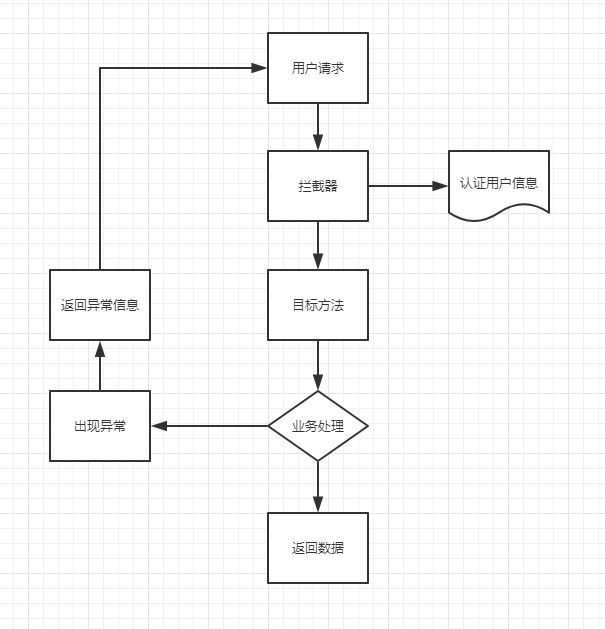 用户请求
拦截器
认证用户信息
返回异常信息
目标方法
出现异常
业务处理
返回数据